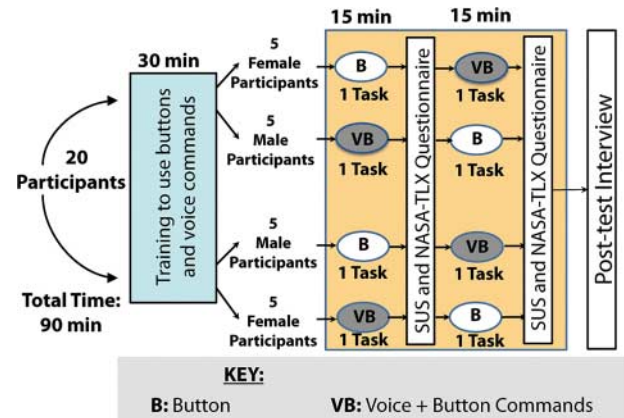 15 min
15 min
30 min
Training to use buttons
and voice commands
20
Participants
Total Time:
90 min
5
Female
Participants
5
Male
Participants
5
Male
Participants
5
Female
Participants
B
1 Task
VB
1 Task
B
1 Task
VB
1 Task
SUS and NASA-TLX Questionnaire
VB
1 Task
B
1 Task
VB
1 Task
B
1 Task
SUS and NASA-TLX Questionnaire
Post-test Interview
KEY:
B: Button
VB: Voice + Button Commands